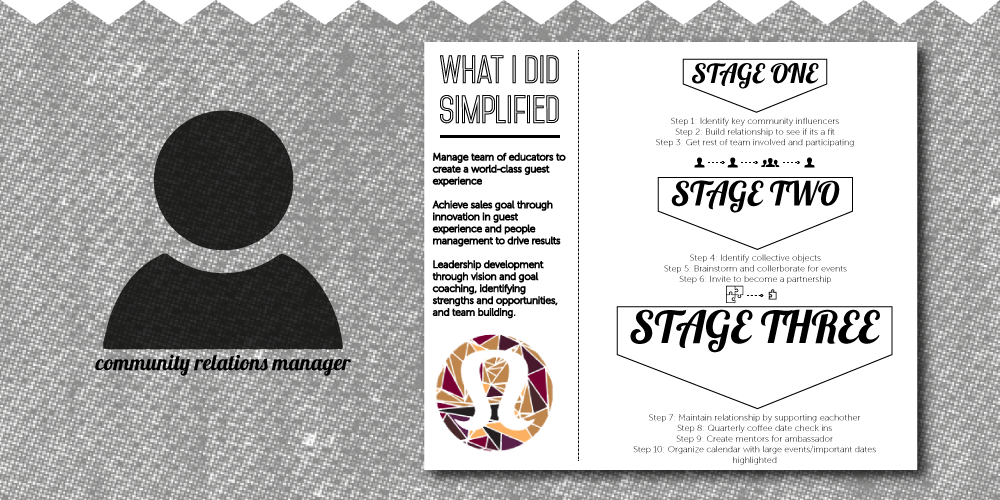 community relations manager
WHAT I DID
SIMPLIFIED
Manage team of educators to
create a world-class guest
experience
Achieve sales goal through
innovation in guest
experience and people
management to drive results
Leadership development
through vision and goal
coaching, identifying
strengths and opportunities,
and team building.
STAGE ONE
Step 1: Identify key community influencers
Step 2: Build relationship to see if its a fit
Step 3: Get rest of team involved and participating
STAGE TWO
Step 4: Identify collective objects
Step 5: Brainstorm and collerborate for events
Step 6: Invite to become a partnership
STAGE THREE
Step 7: Maintain relationship by supporting eachother
Step 8: Quarterly coffee date check ins
Step 9: Create mentors for ambassador
Step 10: Organize calendar with large events/important dates
highlighted